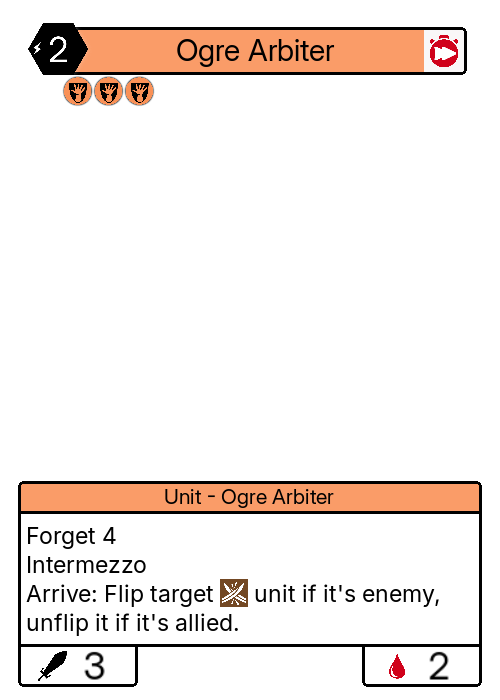 2
Ogre Arbiter
Unit - Ogre Arbiter
Forget 4
Intermezzo
Arrive: Flip target unit if it's enemy,
unflip it if it's allied.
3
2